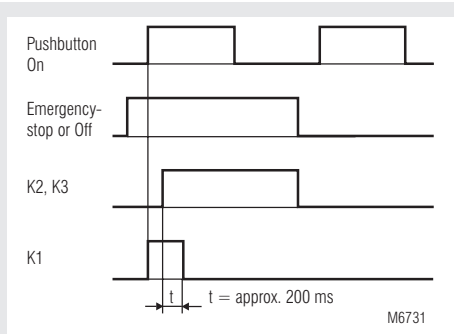 Pushbutton
On
Emergency-
stop or Off
K2, K3
K1
t
t = approx. 200 ms
M6731